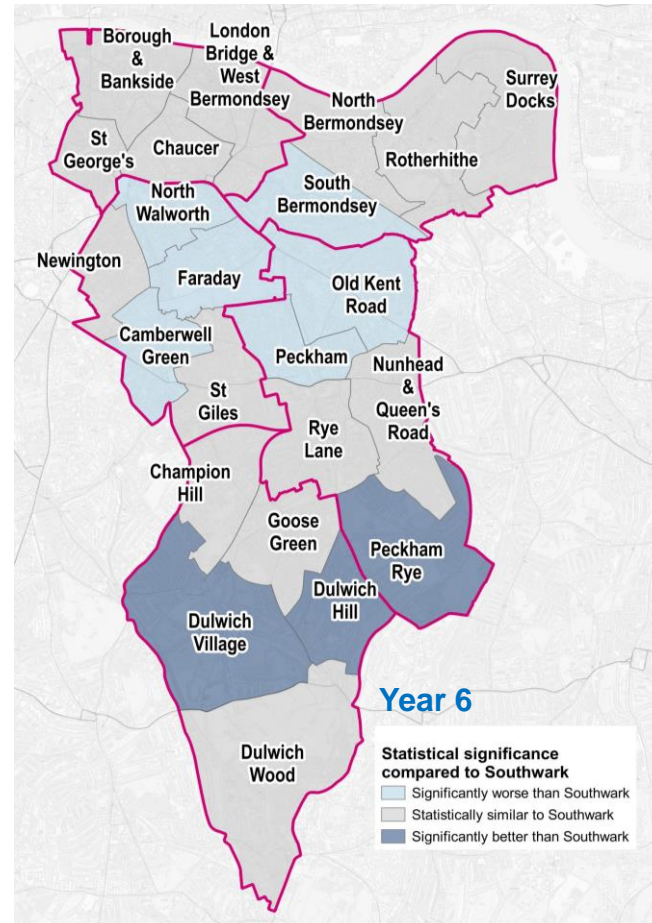 Borough
&
Bankside
London
Bridge &
West
Bermondsey
North
Bermondsey
Surrey
Docks
Rotherhithe
St
George's
Chaucer
North
Walworth
South
Bermondsey
Newington
Faraday
Old Kent
Road
Camberwell
Green
Peckham
Nunhead
&
Queen's
Road
St
Giles
Rye
Lane
Champion
Hill
Goose
Green
Peckham
Rye
Dulwich
Hill
Dulwich
Village
Year 6
Dulwich
Wood
Statistical significance
compared to Southwark
Significantly worse than Southwark
Statistically similar to Southwark
Significantly better than Southwark